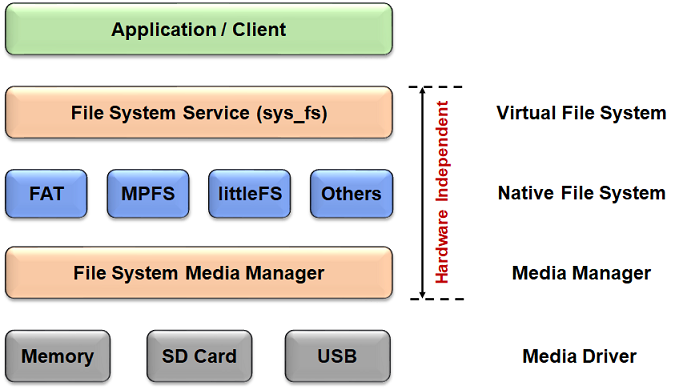 Application / Client
File System Service (sys_fs)
Virtual File System
FAT
MPFS
littleFS
Others
Native File System
Hardware Independent
File System Media Manager
Media Manager
Memory
SD Card
USB
Media Driver